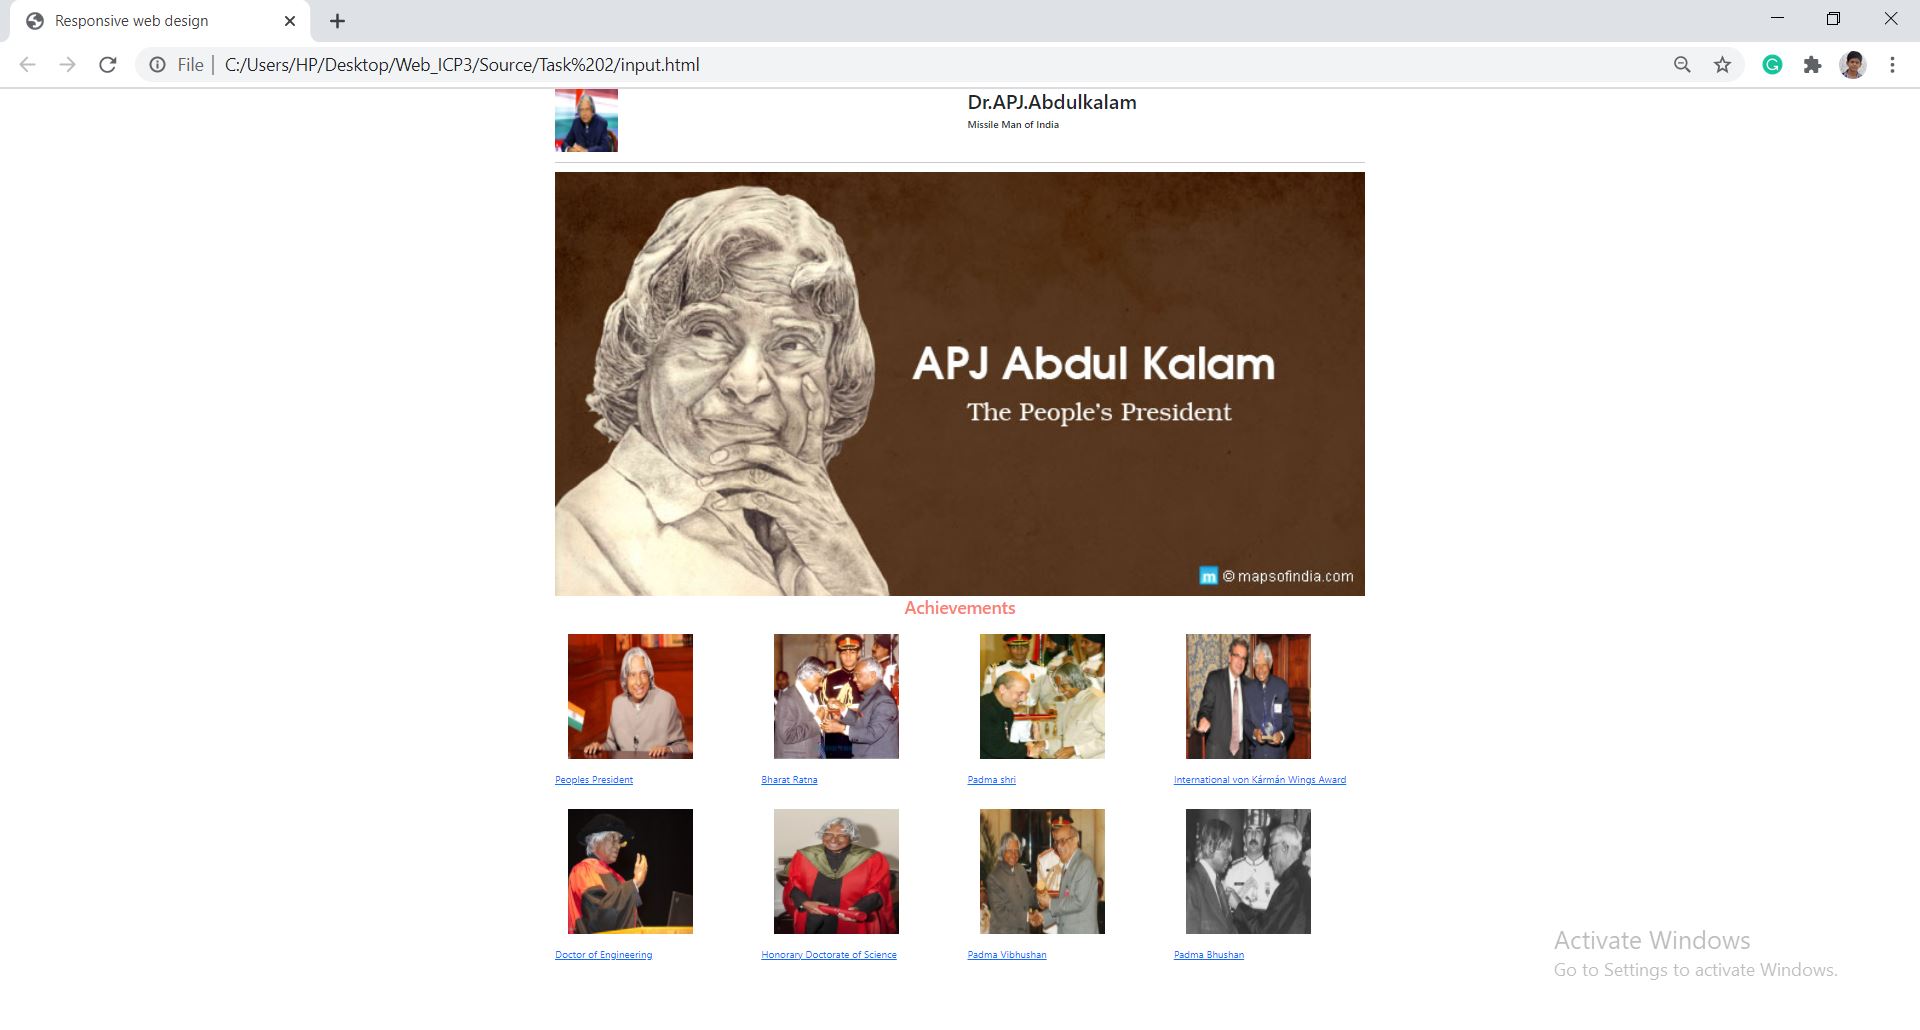 Responsive web design
File
C:/Users/HP/Desktop/Web_ICP3/Source/Task%202/input.html
Dr.APJ.Abdulkalam
Missile Man of India
APJ Abdul Kalam
The People's President
m © mapsofindia.com
Achievements
Peoples President
Bharat Ratna
Padma shri
International von Kármán Wings Award
Doctor of Engineering
Honorary Doctorate of Science
Padma Vibhushan
Padma Bhushan
Activate Windows
Go to Settings to activate Windows.